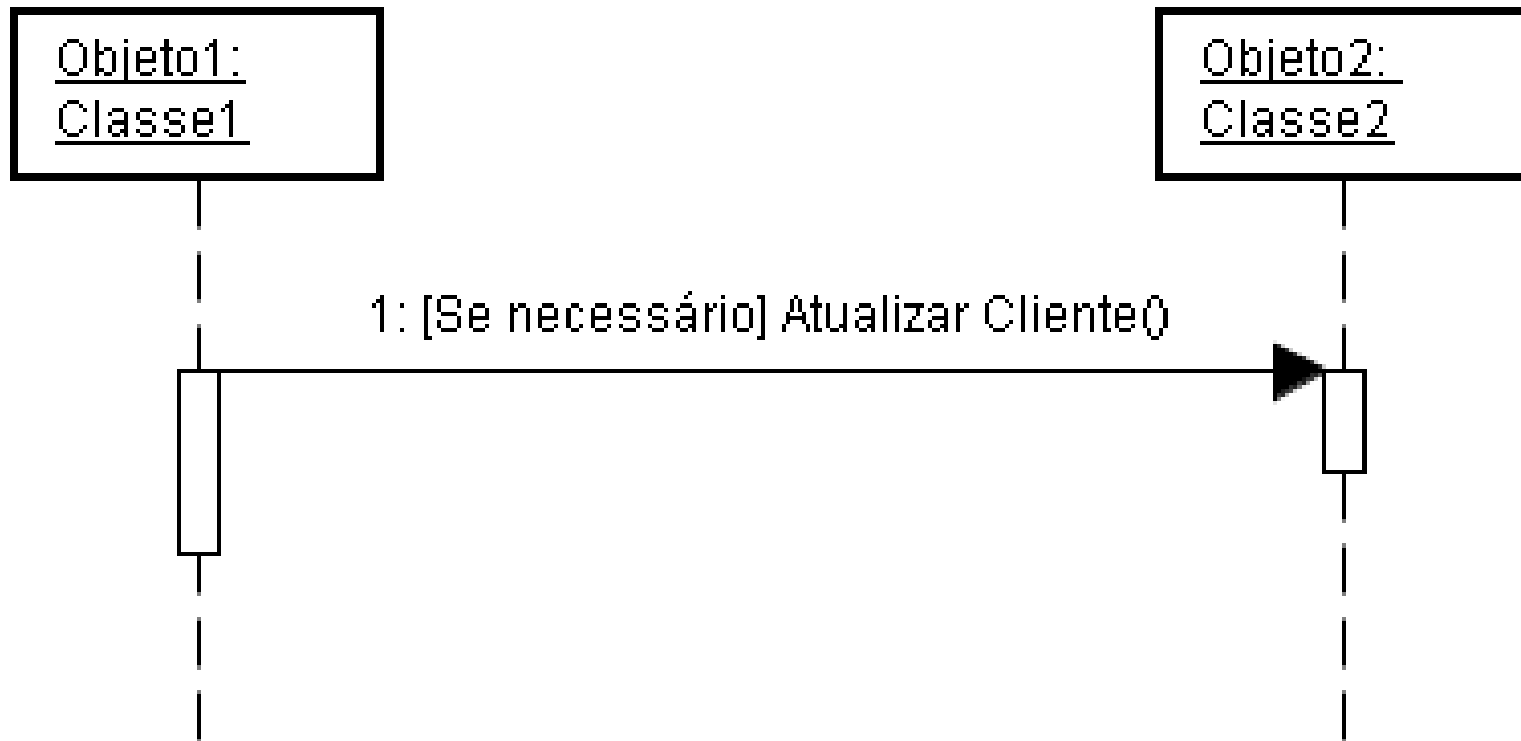 Objeto1:
Classe1
Objeto2:
Classe2
1: [Se necessário] Atualizar Cliente()